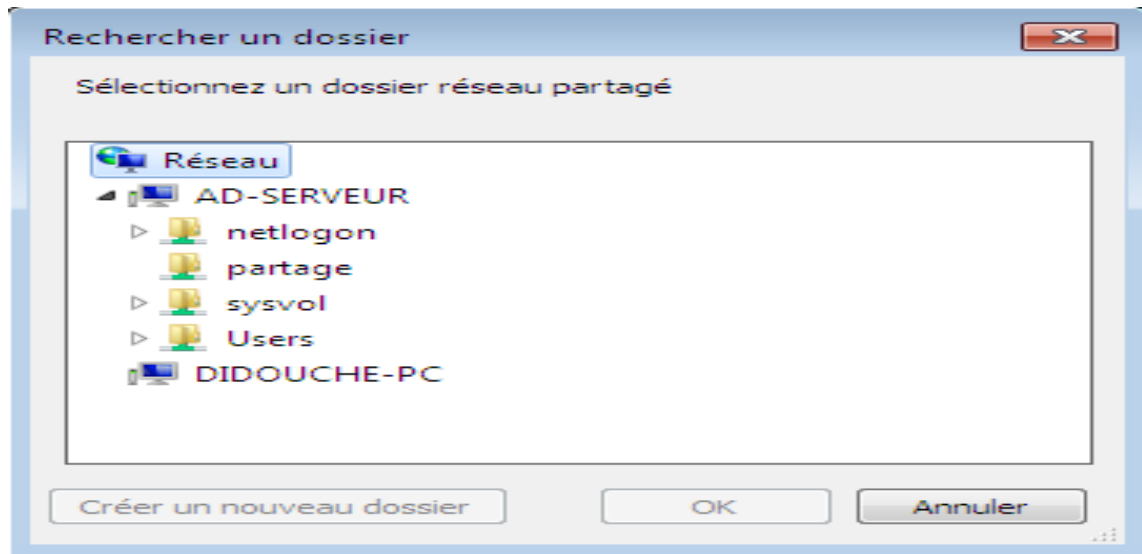 Rechercher un dossier
Sélectionnez un dossier réseau partagé
Réseau
AD-SERVEUR
netlogon
partage
sysvol
Users
DIDOUCHE-PC
Créer un nouveau dossier OK Annuler